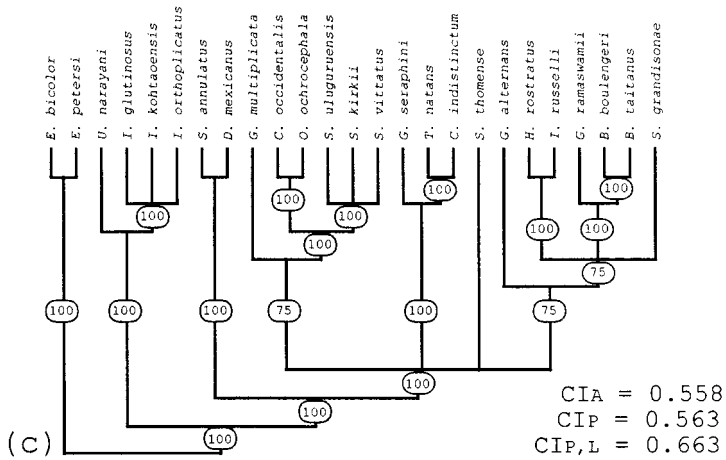 E. bicolor
E. petersi
U. narayani
I. glutinosus
I. kohtaoensis
I. orthoplicatus
S. annulatus
D. mexicanus
G. multiplicata
C. occidentalis
O. ochrocephala
S. uluguruensis
S. kirkii
S. vittatus
G. seraphini
T. natans
C. indistinctum
S. thomense
G. alternans
H. rostratus
I. russelli
G. ramaswamii
B. boulengeri
B. taitanus
S. grandisonae
100
100 100
100 100
100 100
100
75
100 100 100 75 100 75
100
100
100
(c)
CIA = 0.558
CIP = 0.563
CIP,L = 0.663